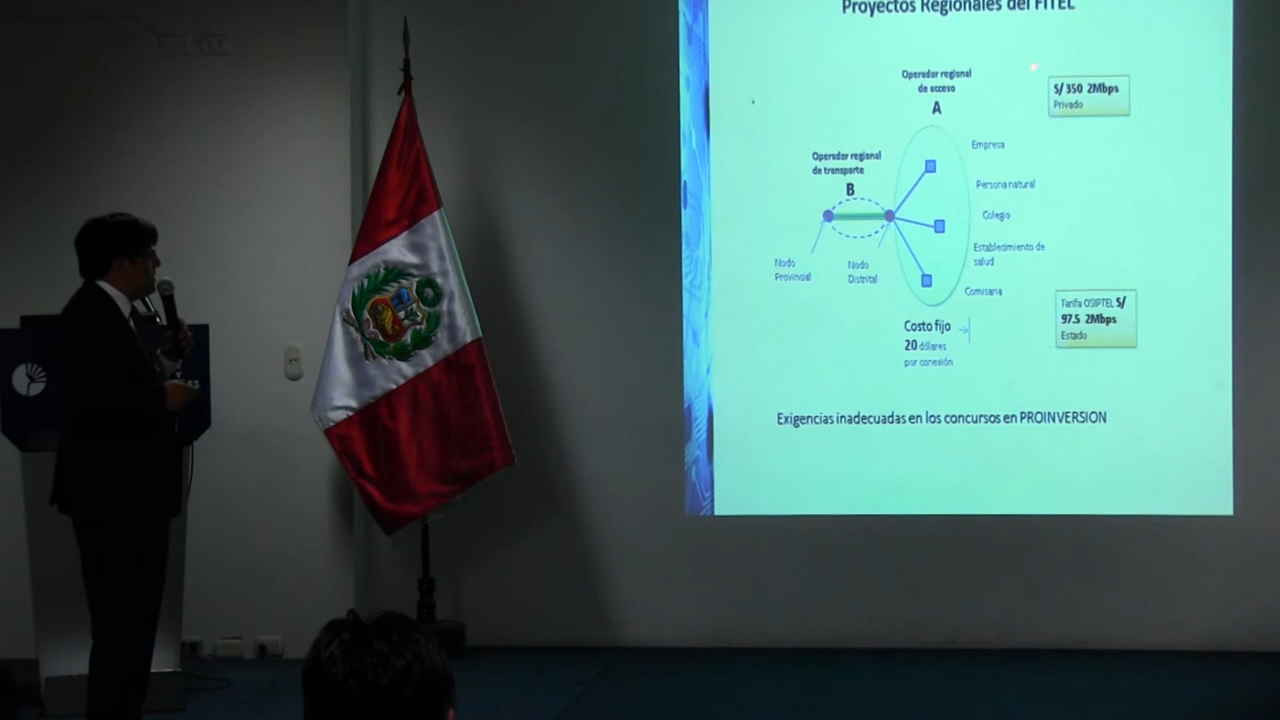 Proyectos Regionales del FITEL
Operador regional
de acceso
A
S/ 350 2Mbps
Privado
Empresa
Operador regional
de transporte
B
Persona natural
Colegio
Establecimiento de
salud
Nodo
Provincial
Nodo
Distrital
Comisaria
Tarifa OSIPTEL S/
97.5 2Mbps
Estado
Costo fijo
20 dólares
por conexión
Exigencias inadecuadas en los concursos en PROINVERSION